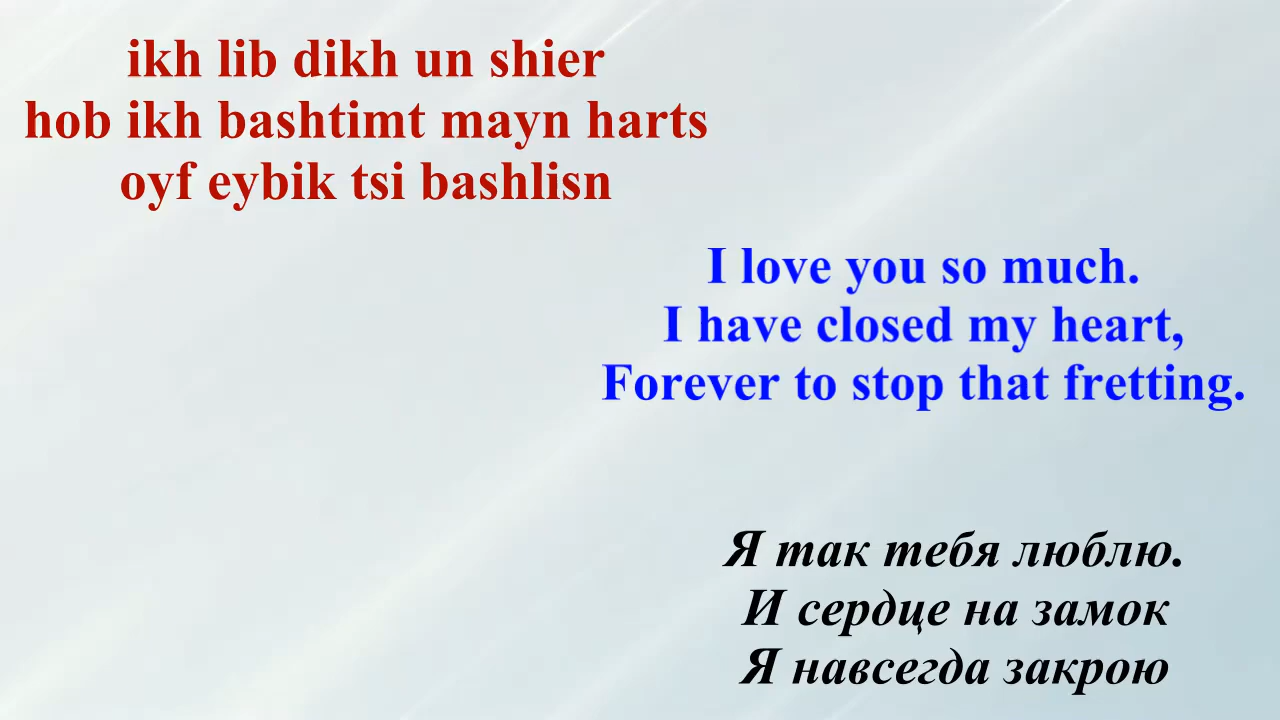 ikh lib dikh un shier
hob ikh bashtimt mayn harts
oyf eybik tsi bashlisn
I love you so much.
I have closed my heart,
Forever to stop that fretting.
Я так тебя люблю.
И сердце на замок
Я навсегда закрою